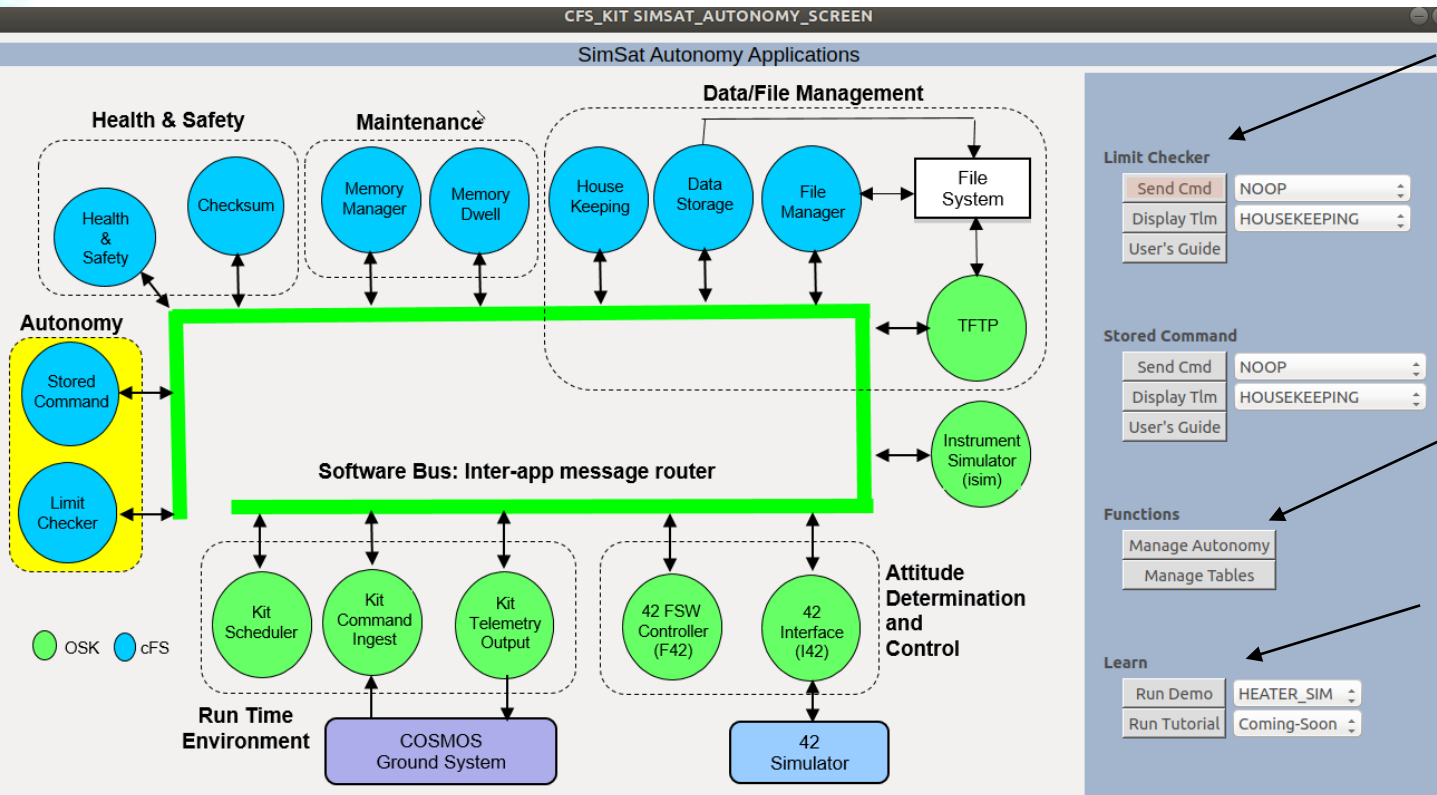 CFS_KIT SIMSAT_AUTONOMY_SCREEN
SimSat Autonomy Applications
Health & Safety
Maintenance
Data/File Management
Health
&
Safety
Checksum
Memory
Manager
Memory
Dwell
House
Keeping
Data
Storage
File
Manager
File
System
TFTP
Autonomy
Stored
Command
Limit
Checker
Instrument
Simulator
(isim)
Software Bus: Inter-app message router
Kit
Scheduler
Kit
Command
Ingest
Kit
Telemetry
Output
42 FSW
Controller
(F42)
42
Interface
(I42)
Attitude
Determination
and
Control
OSK
cFS
Run Time
Environment
COSMOS
Ground System
42
Simulator
Limit Checker
Send Cmd NOOP
Display Tlm HOUSEKEEPING
User's Guide
Stored Command
Send Cmd NOOP
Display Tlm HOUSEKEEPING
User's Guide
Functions
Manage Autonomy
Manage Tables
Learn
Run Demo HEATER_SIM
Run Tutorial Coming-Soon